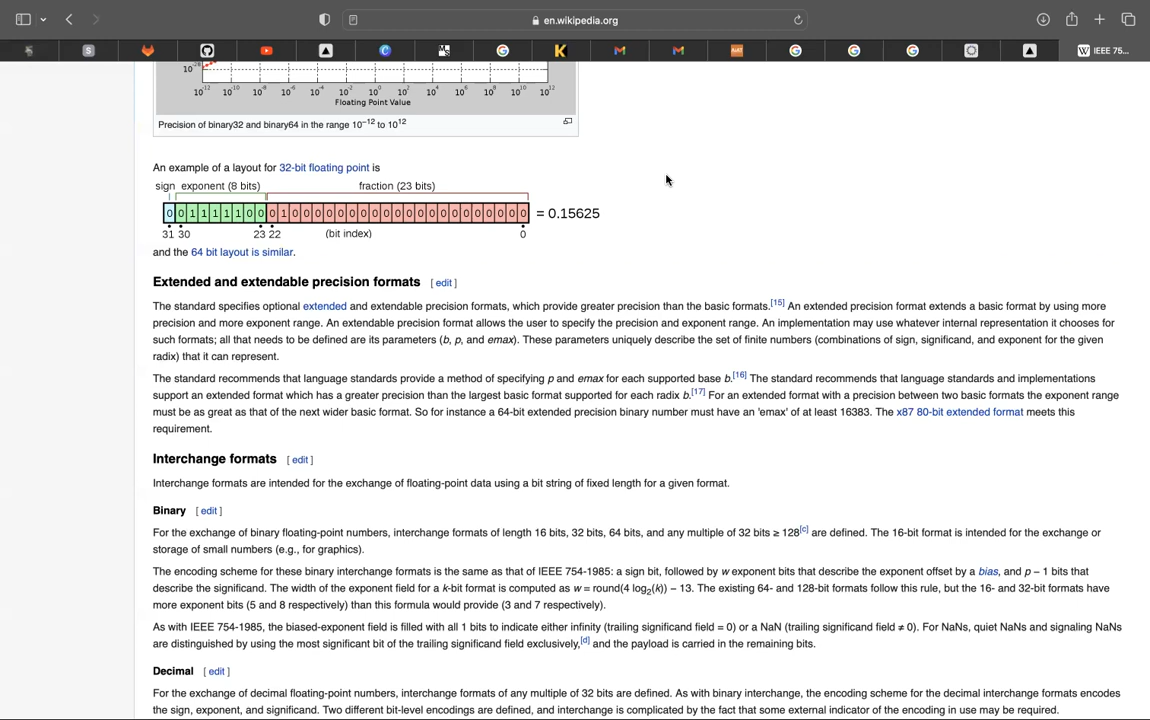 en.wikipedia.org
S
K
W IEEE 75...
10⁻²⁸
10⁻¹² 10⁻¹⁰ 10⁻⁸ 10⁻⁶ 10⁻⁴ 10⁻² 10⁰ 10² 10⁴ 10⁶ 10⁸ 10¹⁰ 10¹²
Floating Point Value
Precision of binary32 and binary64 in the range 10⁻¹² to 10¹²
An example of a layout for 32-bit floating point is
sign exponent (8 bits) fraction (23 bits)
0 0 1 1 1 1 1 0 0 0 1 0 0 0 0 0 0 0 0 0 0 0 0 0 0 0 0 0 0 0 0 0 = 0.15625
31 30 23 22 (bit index) 0
and the 64 bit layout is similar.
Extended and extendable precision formats [ edit ]
The standard specifies optional extended and extendable precision formats, which provide greater precision than the basic formats.[15] An extended precision format extends a basic format by using more
precision and more exponent range. An extendable precision format allows the user to specify the precision and exponent range. An implementation may use whatever internal representation it chooses for
such formats; all that needs to be defined are its parameters (b, p, and emax). These parameters uniquely describe the set of finite numbers (combinations of sign, significand, and exponent for the given
radix) that it can represent.
The standard recommends that language standards provide a method of specifying p and emax for each supported base b.[16] The standard recommends that language standards and implementations
support an extended format which has a greater precision than the largest basic format supported for each radix b.[17] For an extended format with a precision between two basic formats the exponent range
must be as great as that of the next wider basic format. So for instance a 64-bit extended precision binary number must have an 'emax' of at least 16383. The x87 80-bit extended format meets this
requirement.
Interchange formats [ edit ]
Interchange formats are intended for the exchange of floating-point data using a bit string of fixed length for a given format.
Binary [ edit ]
For the exchange of binary floating-point numbers, interchange formats of length 16 bits, 32 bits, 64 bits, and any multiple of 32 bits ≥ 128[c] are defined. The 16-bit format is intended for the exchange or
storage of small numbers (e.g., for graphics).
The encoding scheme for these binary interchange formats is the same as that of IEEE 754-1985: a sign bit, followed by w exponent bits that describe the exponent offset by a bias, and p − 1 bits that
describe the significand. The width of the exponent field for a k-bit format is computed as w = round(4 log₂(k)) − 13. The existing 64- and 128-bit formats follow this rule, but the 16- and 32-bit formats have
more exponent bits (5 and 8 respectively) than this formula would provide (3 and 7 respectively).
As with IEEE 754-1985, the biased-exponent field is filled with all 1 bits to indicate either infinity (trailing significand field = 0) or a NaN (trailing significand field ≠ 0). For NaNs, quiet NaNs and signaling NaNs
are distinguished by using the most significant bit of the trailing significand field exclusively,[d] and the payload is carried in the remaining bits.
Decimal [ edit ]
For the exchange of decimal floating-point numbers, interchange formats of any multiple of 32 bits are defined. As with binary interchange, the encoding scheme for the decimal interchange formats encodes
the sign, exponent, and significand. Two different bit-level encodings are defined, and interchange is complicated by the fact that some external indicator of the encoding in use may be required.